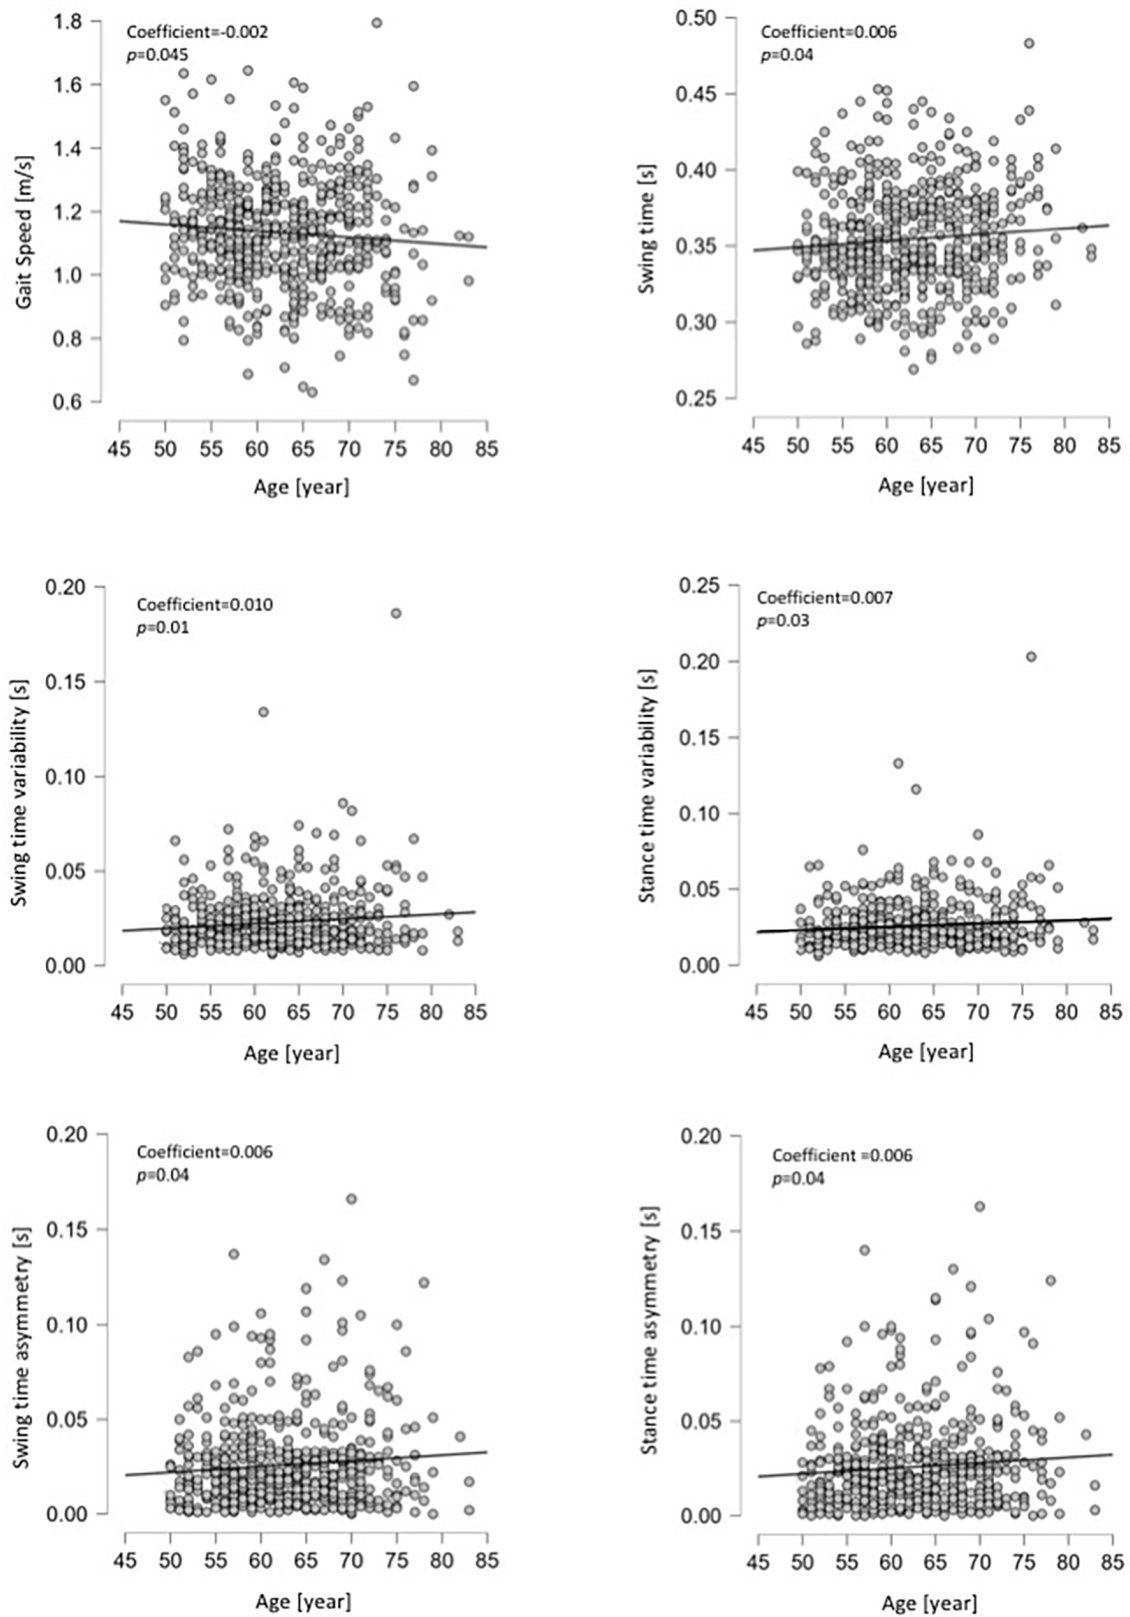 Coefficient=-0.002
p=0.045
Gait Speed [m/s]
1.8
1.6
1.4
1.2
1.0
0.8
0.6
45 50 55 60 65 70 75 80 85
Age [year]
Coefficient=0.006
p=0.04
Swing time [s]
0.50
0.45
0.40
0.35
0.30
0.25
45 50 55 60 65 70 75 80 85
Age [year]
Coefficient=0.010
p=0.01
Swing time variability [s]
0.20
0.15
0.10
0.05
0.00
45 50 55 60 65 70 75 80 85
Age [year]
Coefficient=0.007
p=0.03
Stance time variability [s]
0.25
0.20
0.15
0.10
0.05
0.00
45 50 55 60 65 70 75 80 85
Age [year]
Coefficient=0.006
p=0.04
Swing time asymmetry [s]
0.20
0.15
0.10
0.05
0.00
45 50 55 60 65 70 75 80 85
Age [year]
Coefficient =0.006
p=0.04
Stance time asymmetry [s]
0.20
0.15
0.10
0.05
0.00
45 50 55 60 65 70 75 80 85
Age [year]